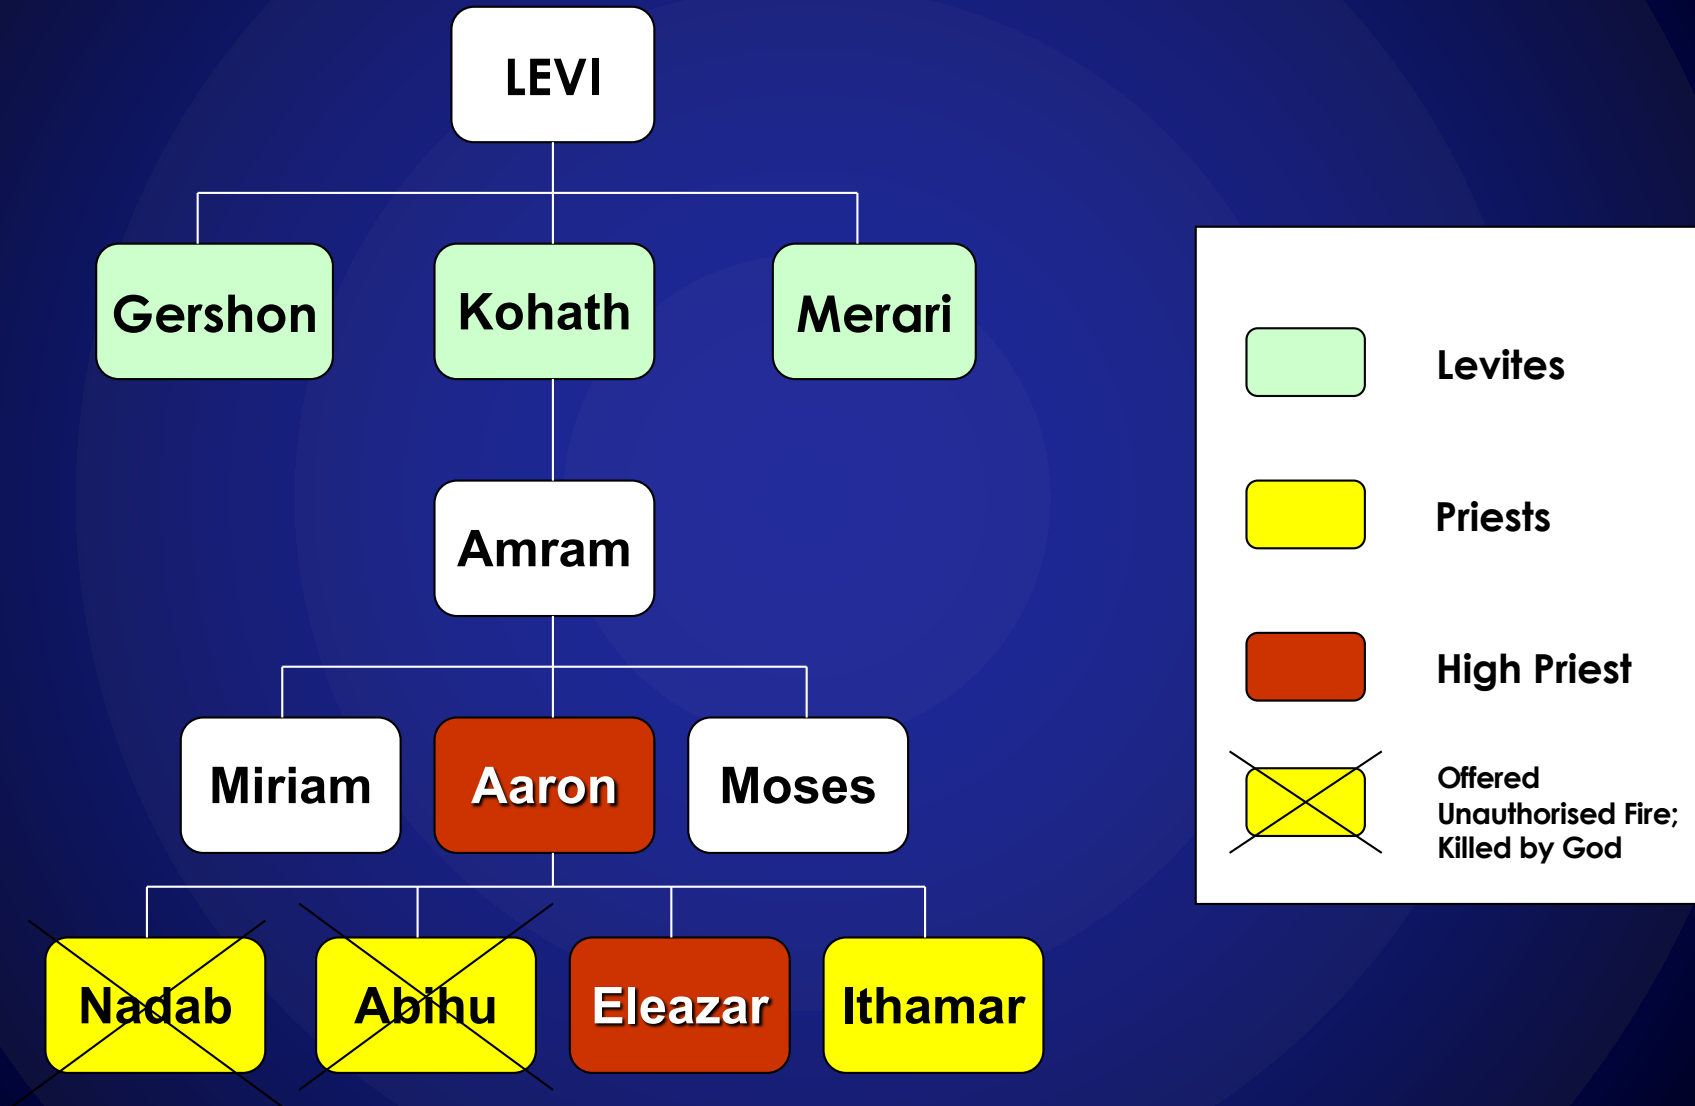 LEVI
Gershon
Kohath
Merari
Amram
Miriam
Aaron
Moses
Nadab
Abihu
Eleazar
Ithamar
Levites
Priests
High Priest
Offered
Unauthorised Fire;
Killed by God